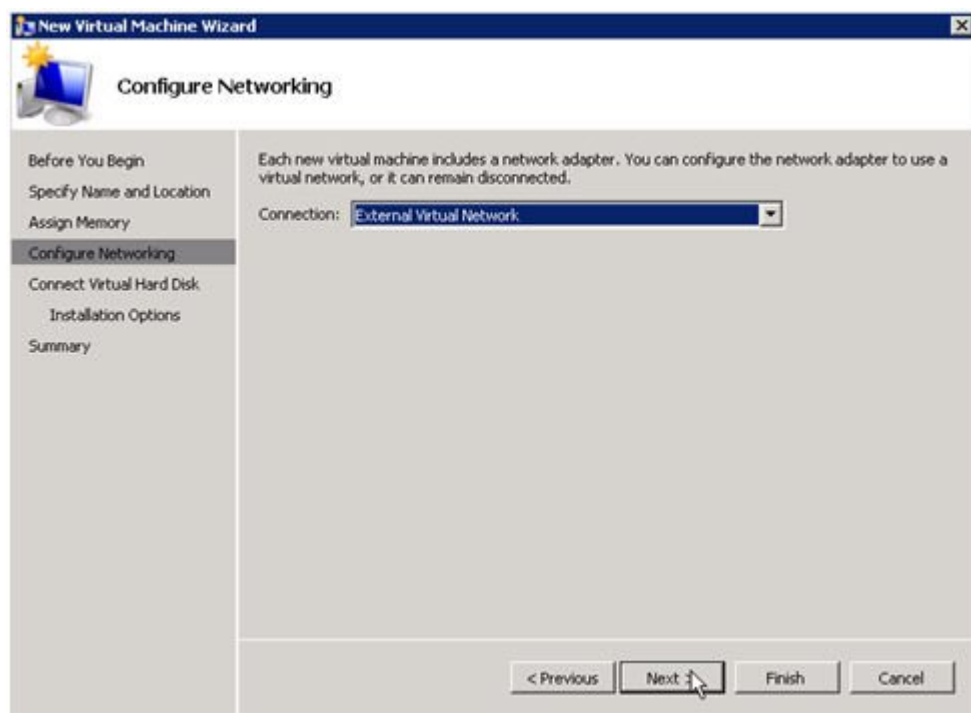 New Virtual Machine Wizard
Configure Networking
Before You Begin
Specify Name and Location
Assign Memory
Configure Networking
Connect Virtual Hard Disk
Installation Options
Summary
Each new virtual machine includes a network adapter. You can configure the network adapter to use a
virtual network, or it can remain disconnected.
Connection: External Virtual Network
< Previous Next > Finish Cancel